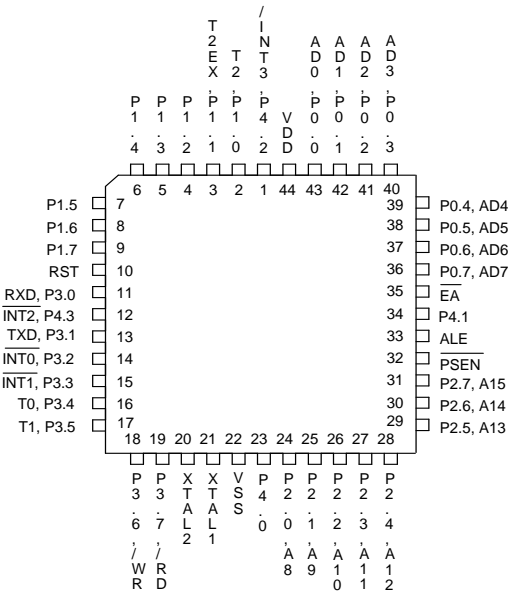 P1.4
P1.3
P1.2
T2EX, P1.1
T2, P1.0
/INT3, P4.2
VDD
AD0, P0.0
AD1, P0.1
AD2, P0.2
AD3, P0.3
6 5 4 3 2 1 44 43 42 41 40
P1.5 7
P1.6 8
P1.7 9
RST 10
RXD, P3.0 11
INT2, P4.3 12
TXD, P3.1 13
INT0, P3.2 14
INT1, P3.3 15
T0, P3.4 16
T1, P3.5 17
39 P0.4, AD4
38 P0.5, AD5
37 P0.6, AD6
36 P0.7, AD7
35 EA
34 P4.1
33 ALE
32 PSEN
31 P2.7, A15
30 P2.6, A14
29 P2.5, A13
18 19 20 21 22 23 24 25 26 27 28
P3.6, /WR
P3.7, /RD
XTAL2
XTAL1
VSS
P4.0
P2.0, A8
P2.1, A9
P2.2, A10
P2.3, A11
P2.4, A12